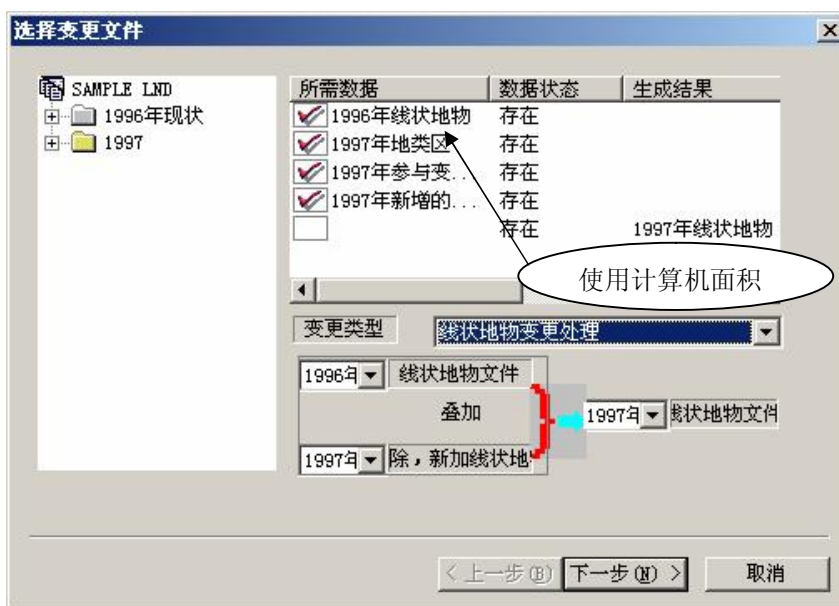 选择变更文件
SAMPLE LND
1996年现状
1997
所需数据 数据状态 生成结果
1996年线状地物 存在
1997年地类区 存在
1997年参与变... 存在
1997年新增的... 存在
存在 1997年线状地物
使用计算机面积
变更类型 线状地物变更处理
1996年 线状地物文件
叠加
1997年 线状地物文件
1997年 除，新加线状地
< 上一步(B) 下一步(N) > 取消